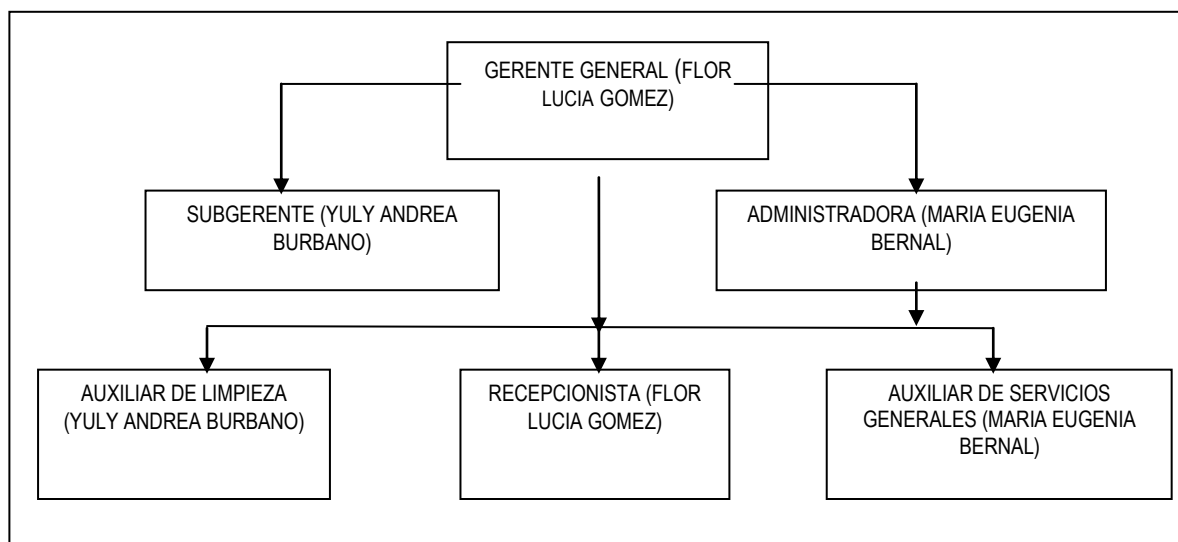 GERENTE GENERAL (FLOR
LUCIA GOMEZ)
SUBGERENTE (YULY ANDREA
BURBANO)
ADMINISTRADORA (MARIA EUGENIA
BERNAL)
AUXILIAR DE LIMPIEZA
(YULY ANDREA BURBANO)
RECEPCIONISTA (FLOR
LUCIA GOMEZ)
AUXILIAR DE SERVICIOS
GENERALES (MARIA EUGENIA
BERNAL)